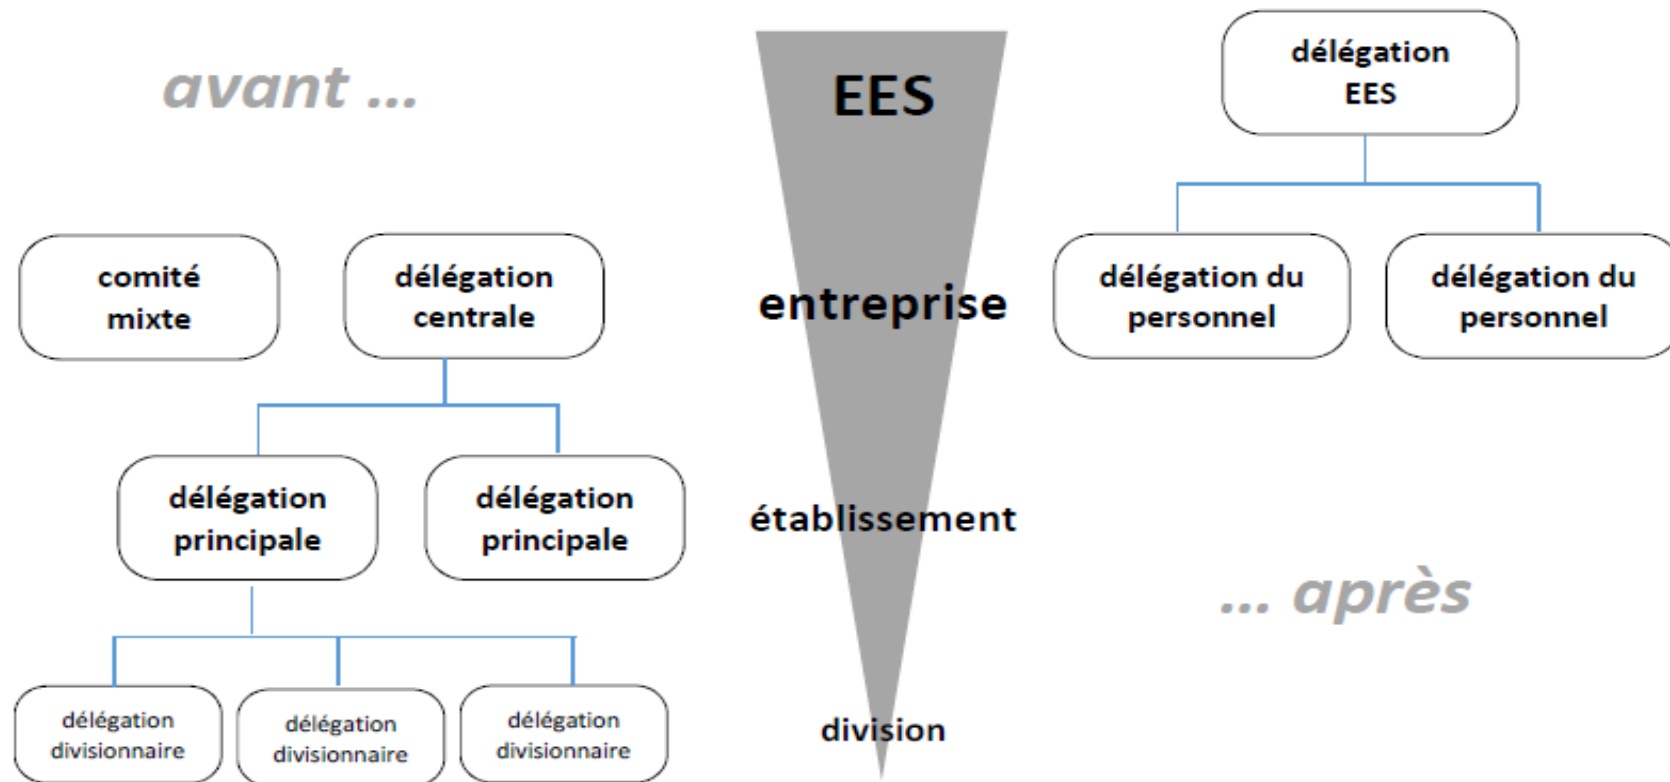 avant ...
comité
mixte
délégation
centrale
délégation
principale
délégation
principale
délégation
divisionnaire
délégation
divisionnaire
délégation
divisionnaire
EES
entreprise
établissement
division
délégation
EES
délégation du
personnel
délégation du
personnel
... après